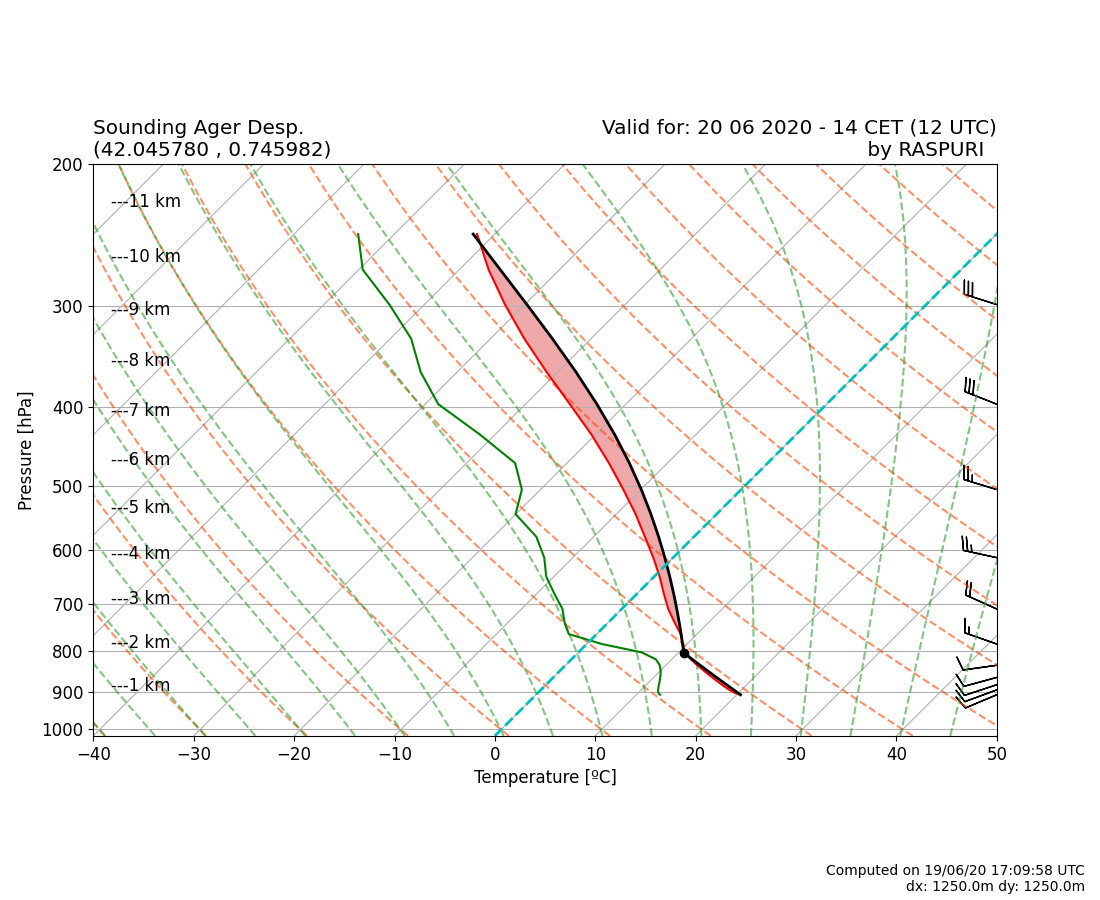 Sounding Ager Desp.
(42.045780 , 0.745982)
Valid for: 20 06 2020 - 14 CET (12 UTC)
by RASPURI
200
---11 km
---10 km
300
---9 km
---8 km
400
---7 km
Pressure [hPa]
---6 km
500
---5 km
600
---4 km
---3 km
700
---2 km
800
---1 km
900
1000
−40
−30
−20
−10
0
10
20
30
40
50
Temperature [ºC]
Computed on 19/06/20 17:09:58 UTC
dx: 1250.0m dy: 1250.0m